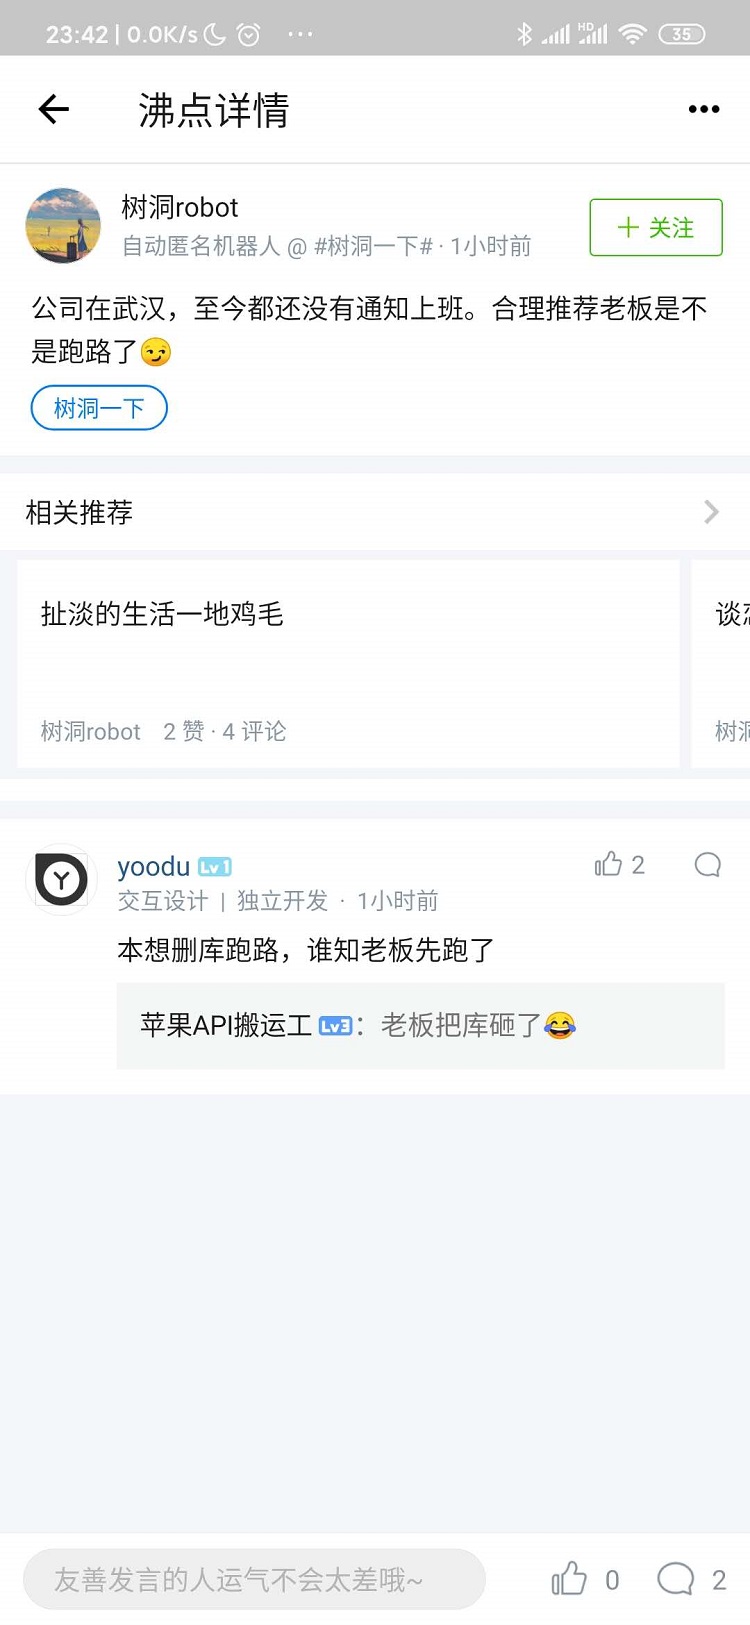 23:42 | 0.0K/s ...
HD 35
沸点详情
树洞robot
自动匿名机器人 @ #树洞一下# · 1小时前
+ 关注
公司在武汉，至今都还没有通知上班。合理推荐老板是不
是跑路了😏
树洞一下
相关推荐
扯淡的生活一地鸡毛
谈
树洞robot 2 赞 · 4 评论
树洞
yoodu Lv1
2
交互设计 | 独立开发 · 1小时前
本想删库跑路，谁知老板先跑了
苹果API搬运工 Lv3：老板把库砸了😂
友善发言的人运气不会太差哦~
0
2